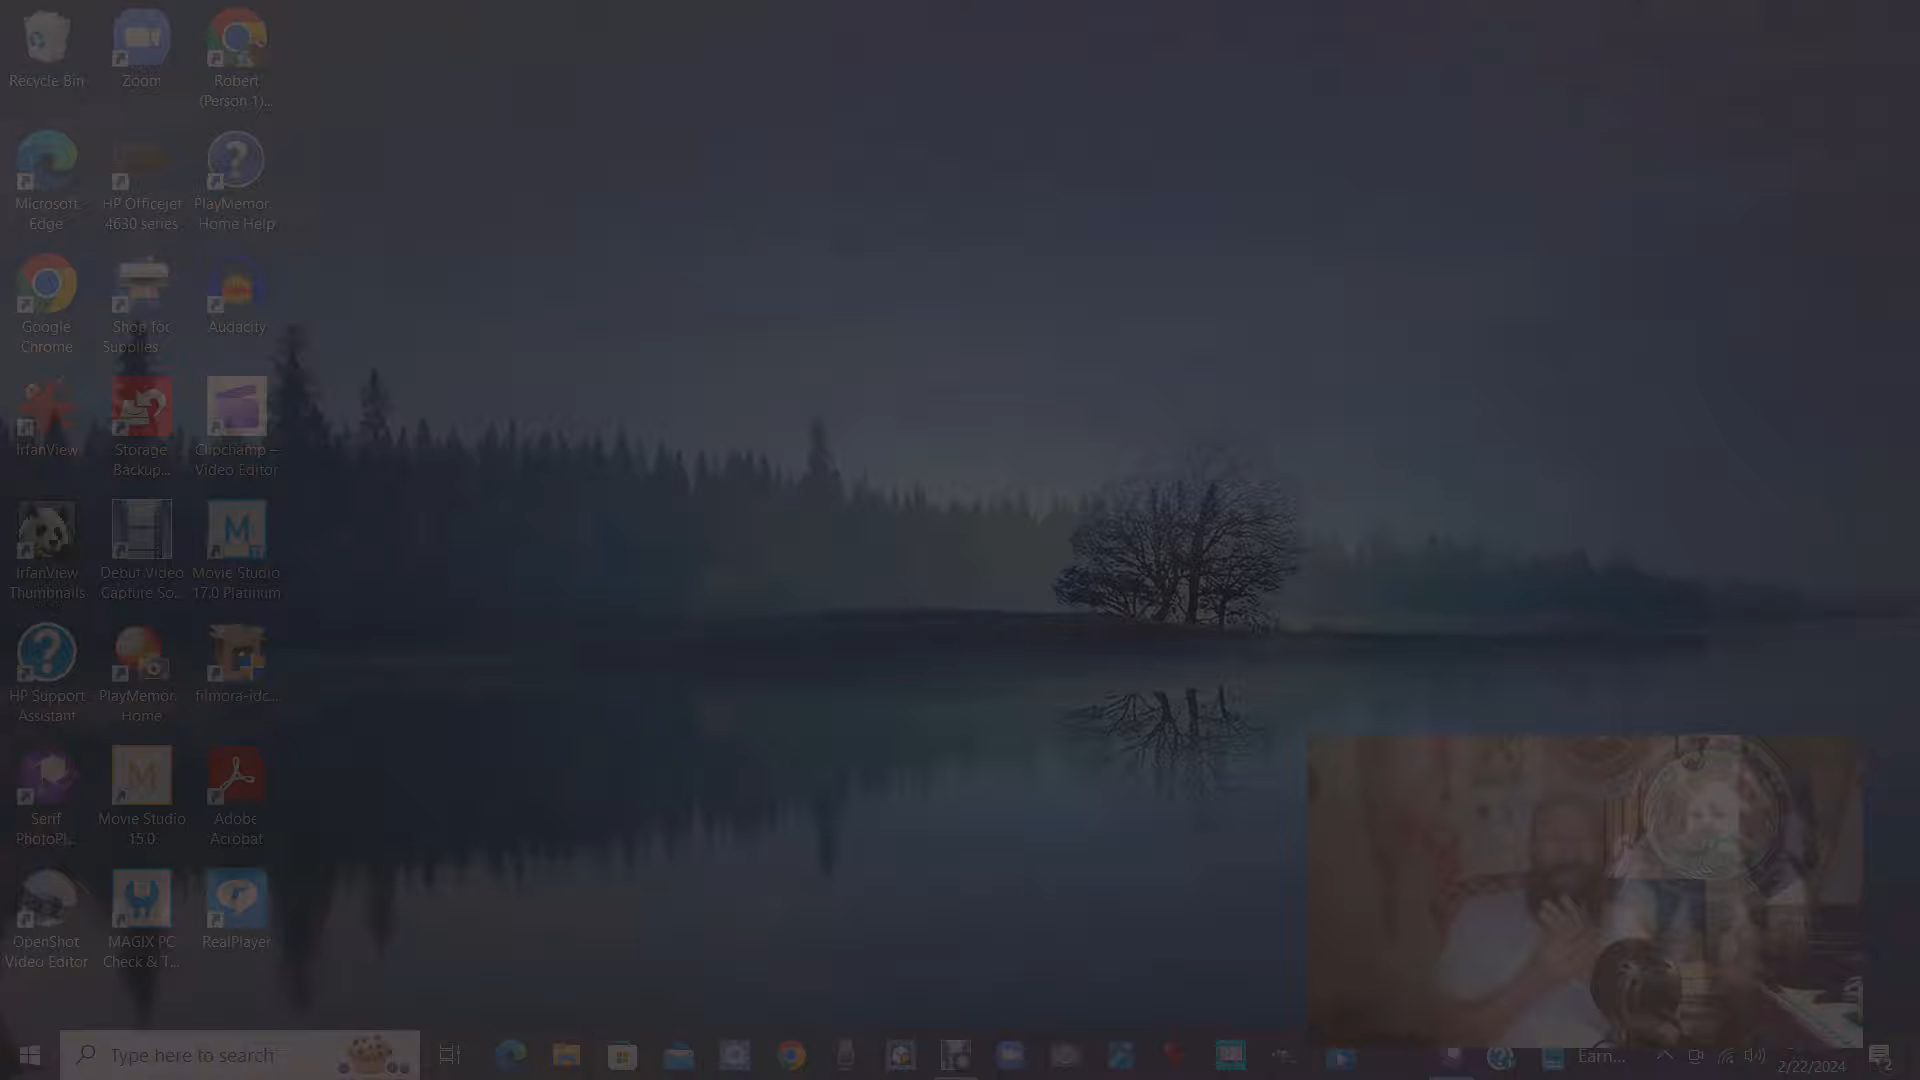 Recycle Bin
Zoom
Robert
(Person 1)...
Microsoft
Edge
HP Officejet
4630 series
PlayMemor...
Home Help
Google
Chrome
Shop for
Supplies
Audacity
IrfanView
Storage
Backup...
Clipchamp –
Video Editor
IrfanView
Thumbnails
Debut Video
Capture So...
Movie Studio
17.0 Platinum
HP Support
Assistant
PlayMemor...
Home
filmora-idc...
Serif
PhotoPl...
Movie Studio
15.0
Adobe
Acrobat
OpenShot
Video Editor
MAGIX PC
Check & T...
RealPlayer
Type here to search
Earn...
2/22/2024
2